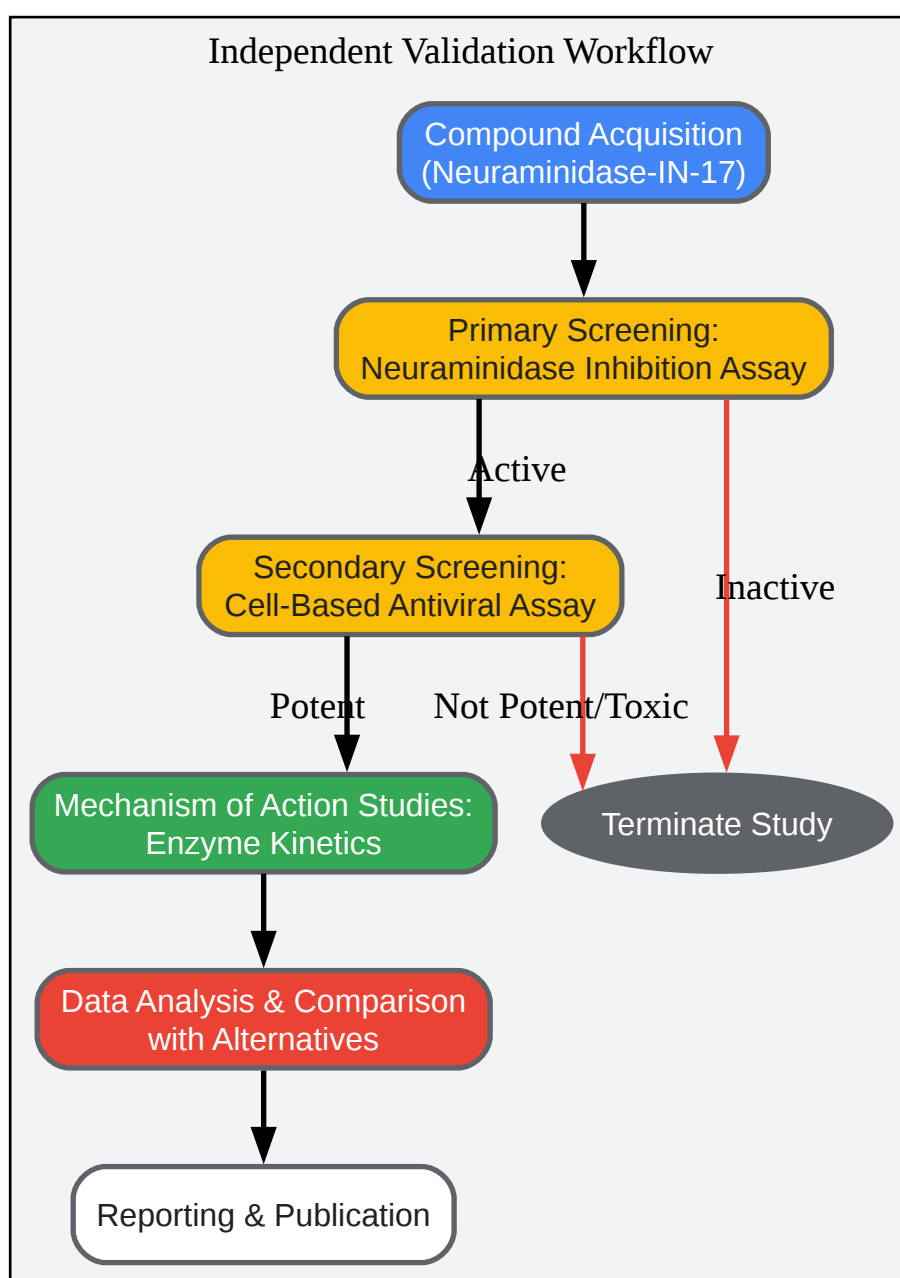 Independent Validation Workflow
Compound Acquisition
(Neuraminidase-IN-17)
Primary Screening:
Neuraminidase Inhibition Assay
Active
Secondary Screening:
Cell-Based Antiviral Assay
Inactive
Potent
Not Potent/Toxic
Mechanism of Action Studies:
Enzyme Kinetics
Terminate Study
Data Analysis & Comparison
with Alternatives
Reporting & Publication